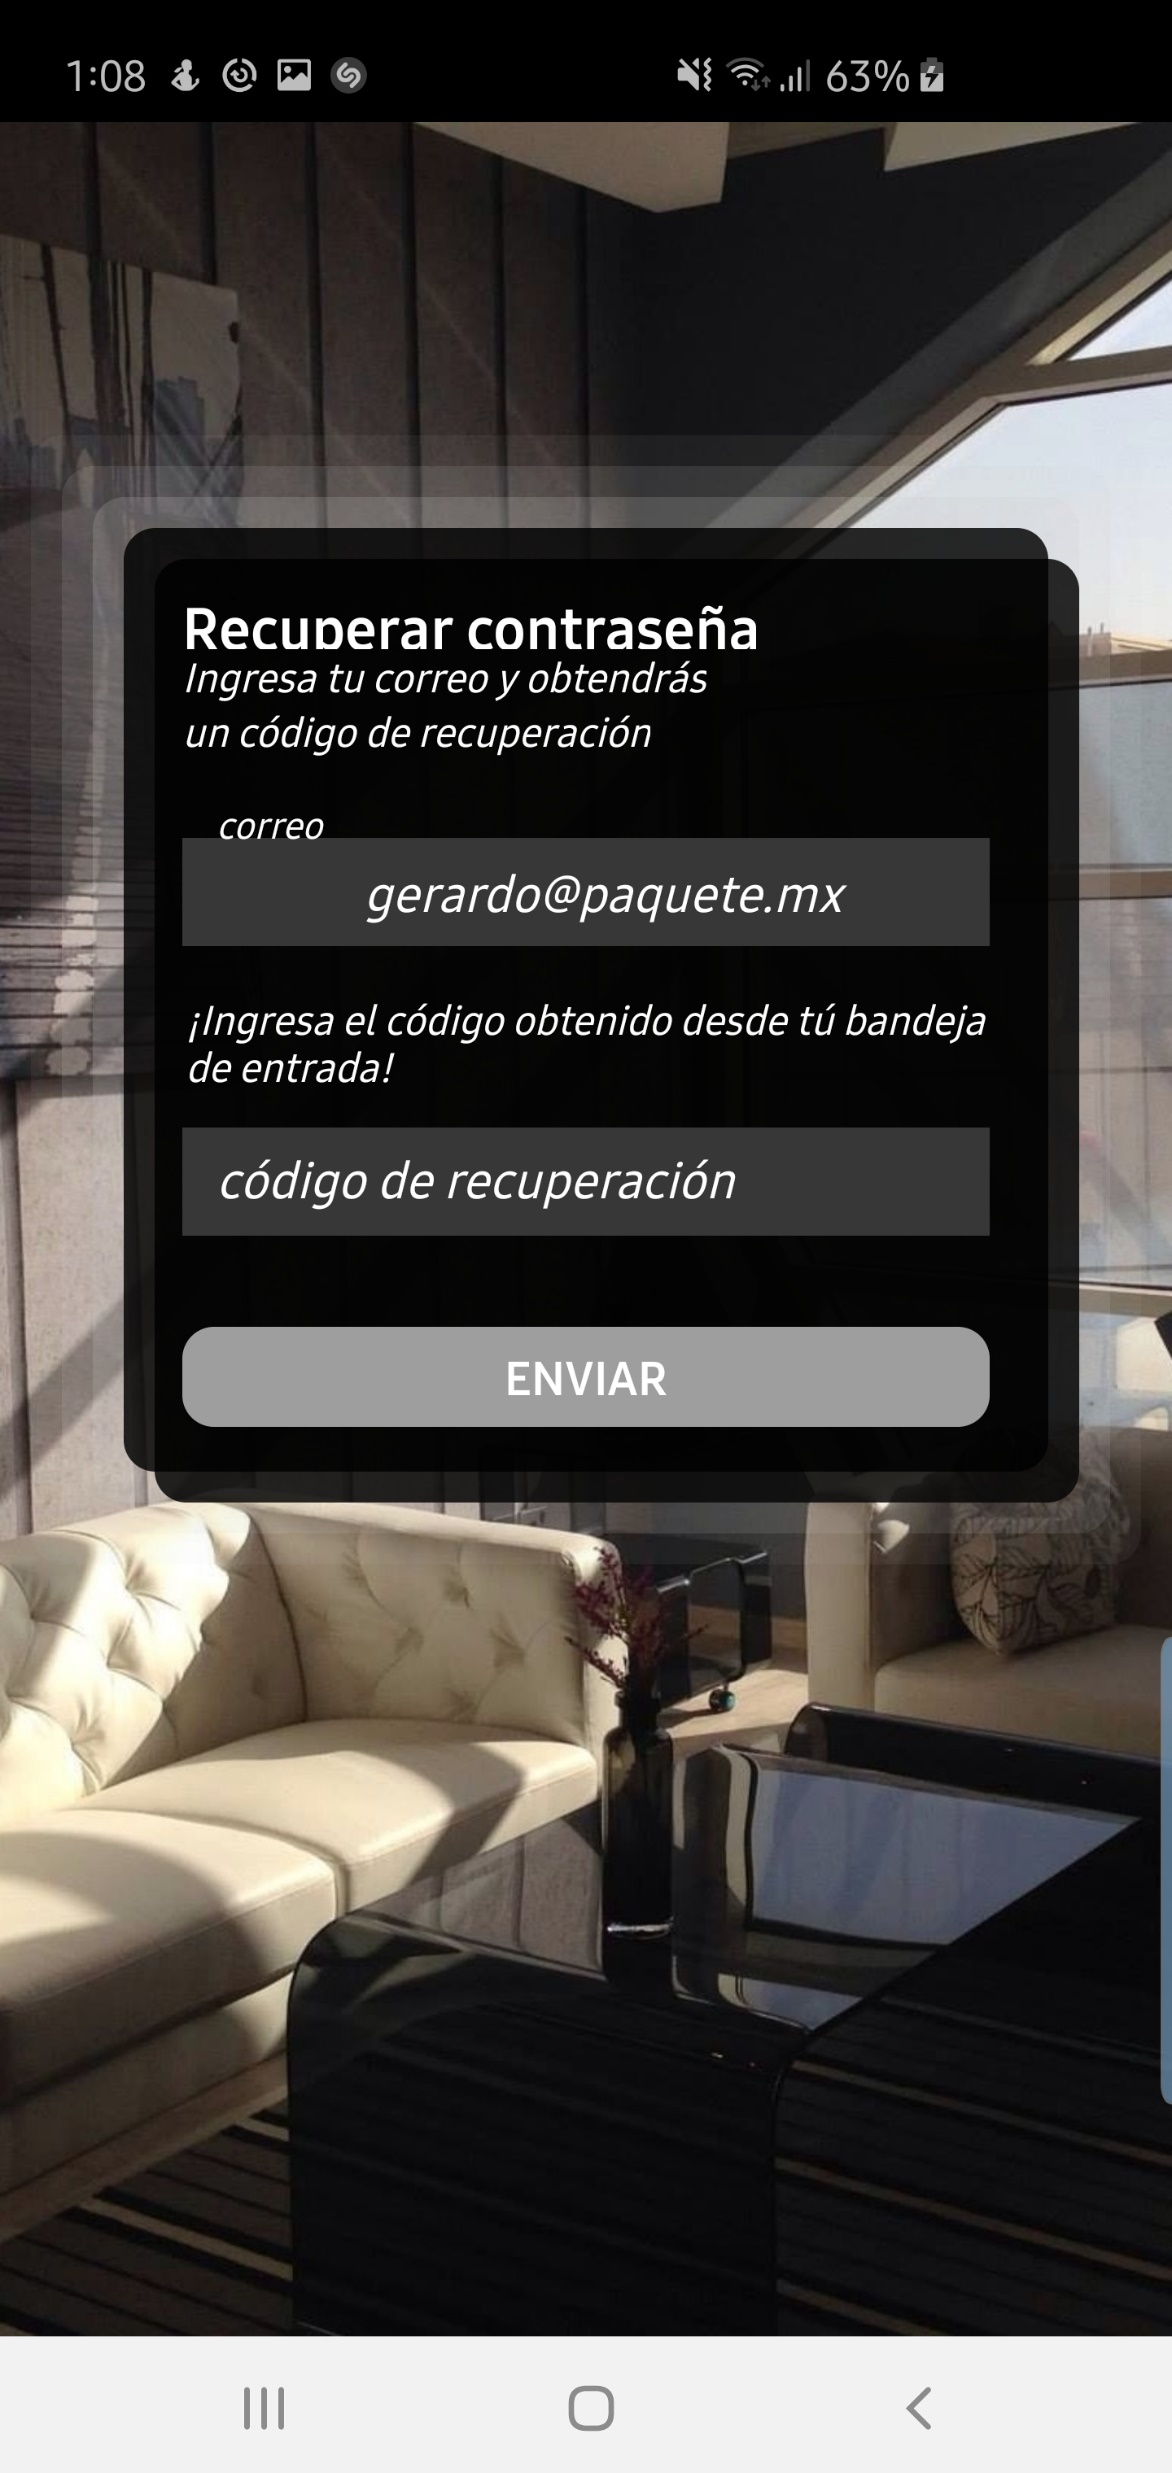 1:08
63%
Recuperar contraseña
Ingresa tu correo y obtendrás
un código de recuperación
correo
gerardo@paquete.mx
¡Ingresa el código obtenido desde tú bandeja
de entrada!
código de recuperación
ENVIAR